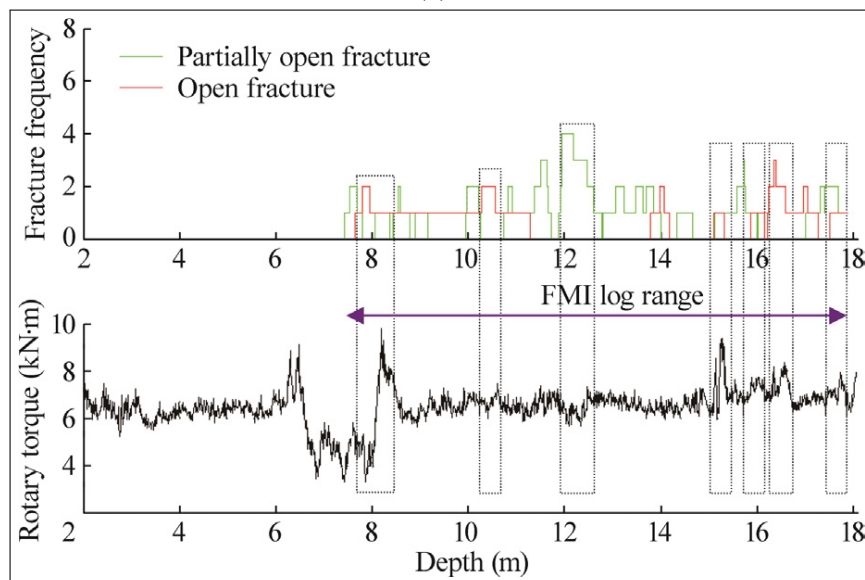 8
Partially open fracture
Open fracture
6
4
2
0
Fracture frequency
2 4 6 8 10 12 14 16 18
FMI log range
10
8
6
4
2
Rotary torque (kN·m)
4 6 8 10 12 14 16 18
Depth (m)